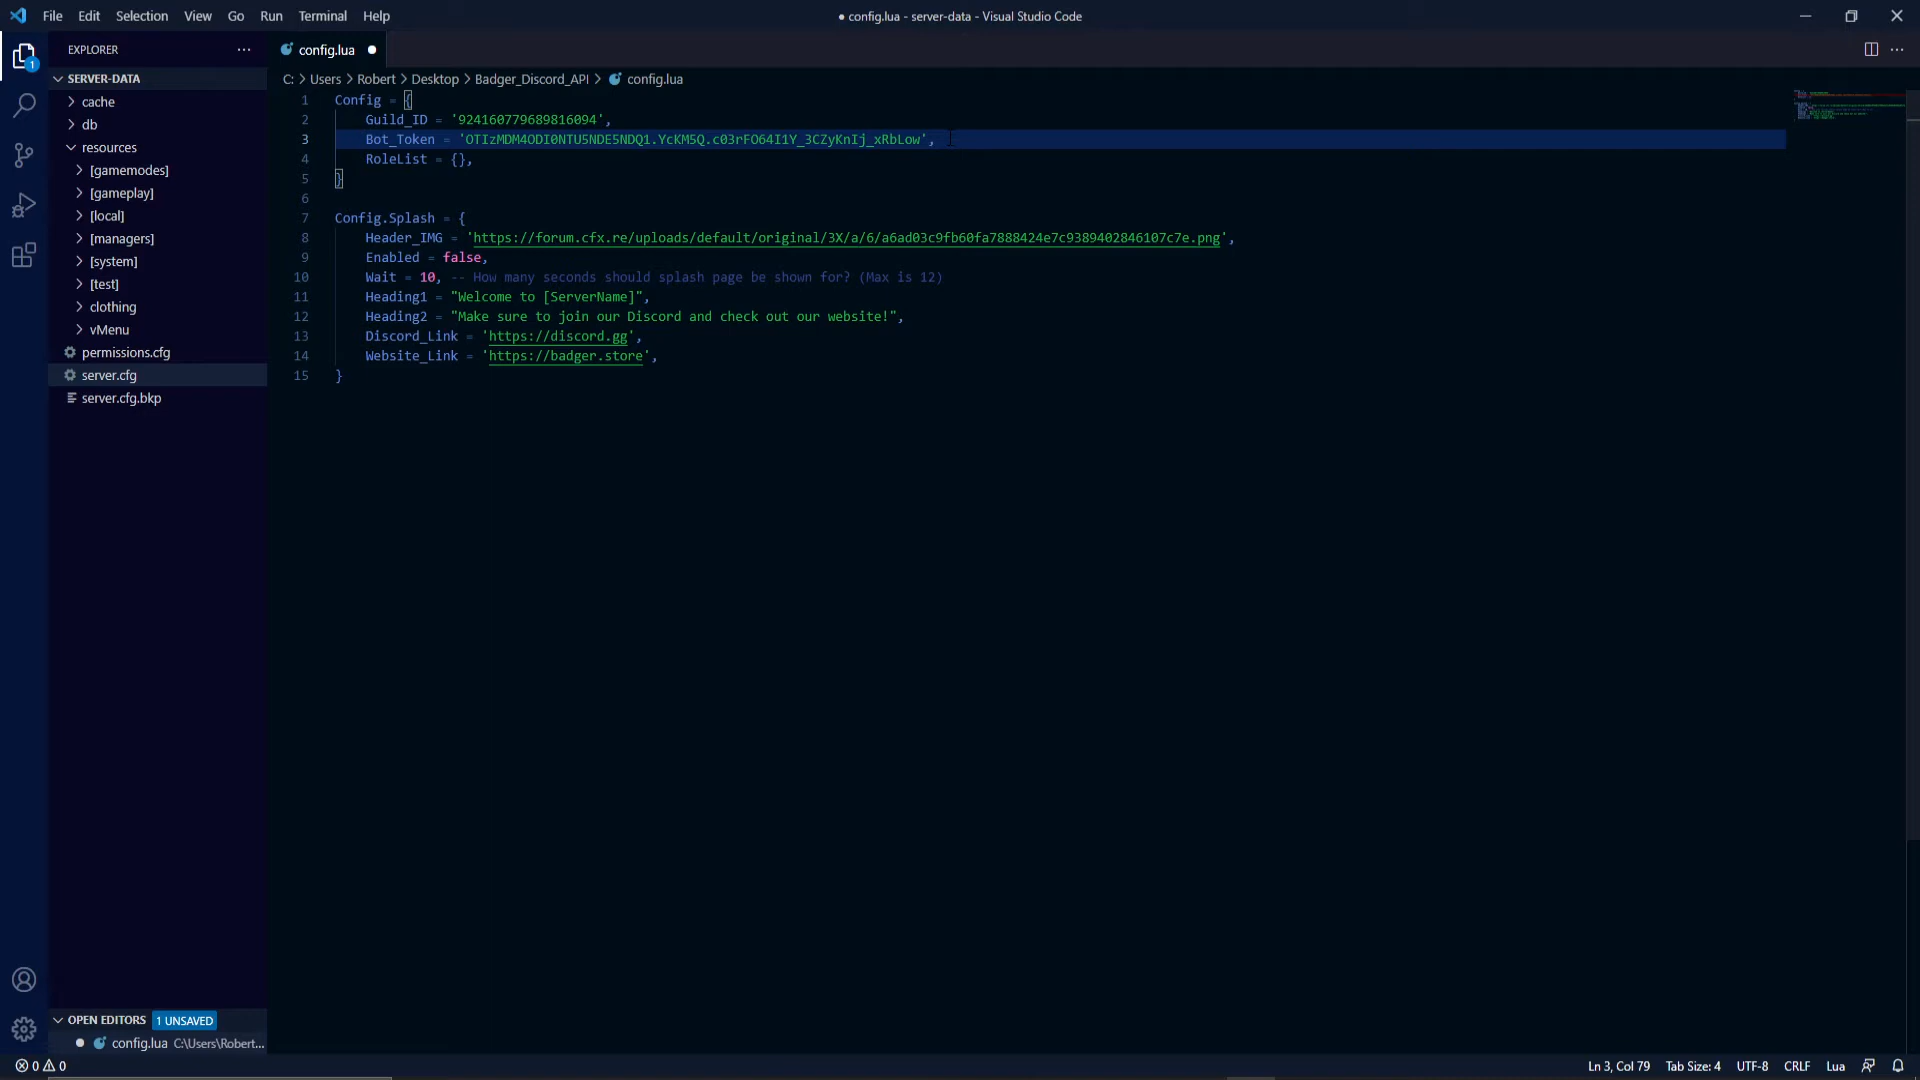 File Edit Selection View Go Run Terminal Help
● config.lua - server-data - Visual Studio Code
EXPLORER
config.lua
SERVER-DATA
C: > Users > Robert > Desktop > Badger_Discord_API > config.lua
cache
db
resources
[gamemodes]
[gameplay]
[local]
[managers]
[system]
[test]
clothing
vMenu
permissions.cfg
server.cfg
server.cfg.bkp
1 Config = {
2 Guild_ID = '924160779689816094',
3 Bot_Token = 'OTIzMDM4ODI0NTU5NDE5NDQ1.YcKM5Q.c03rFO64I1Y_3CZyKnIj_xRbLow',
4 RoleList = {},
5 }
6
7 Config.Splash = {
8 Header_IMG = 'https://forum.cfx.re/uploads/default/original/3X/a/6/a6ad03c9fb60fa7888424e7c9389402846107c7e.png',
9 Enabled = false,
10 Wait = 10, -- How many seconds should splash page be shown for? (Max is 12)
11 Heading1 = "Welcome to [ServerName]",
12 Heading2 = "Make sure to join our Discord and check out our website!",
13 Discord_Link = 'https://discord.gg',
14 Website_Link = 'https://badger.store',
15 }
OPEN EDITORS 1 UNSAVED
config.lua C:\Users\Robert...
0 0
Ln 3, Col 79 Tab Size: 4 UTF-8 CRLF Lua